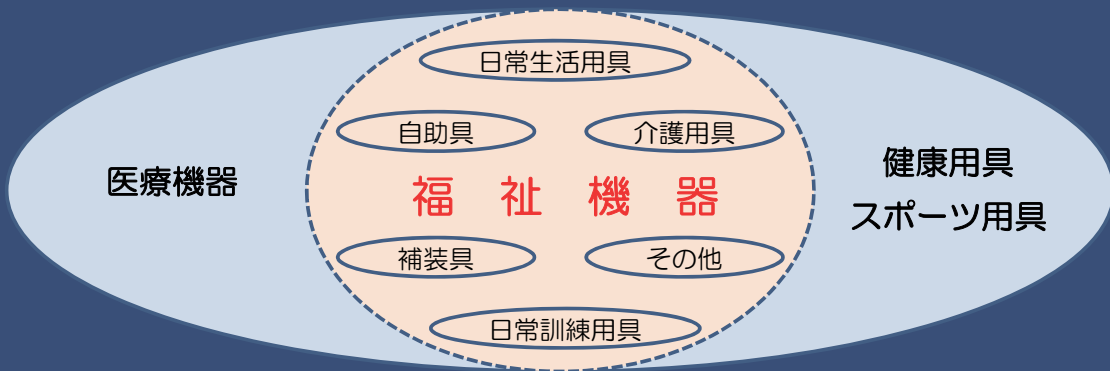 日常生活用具
自助具
介護用具
医療機器
福祉機器
健康用具
スポーツ用具
補装具
その他
日常訓練用具